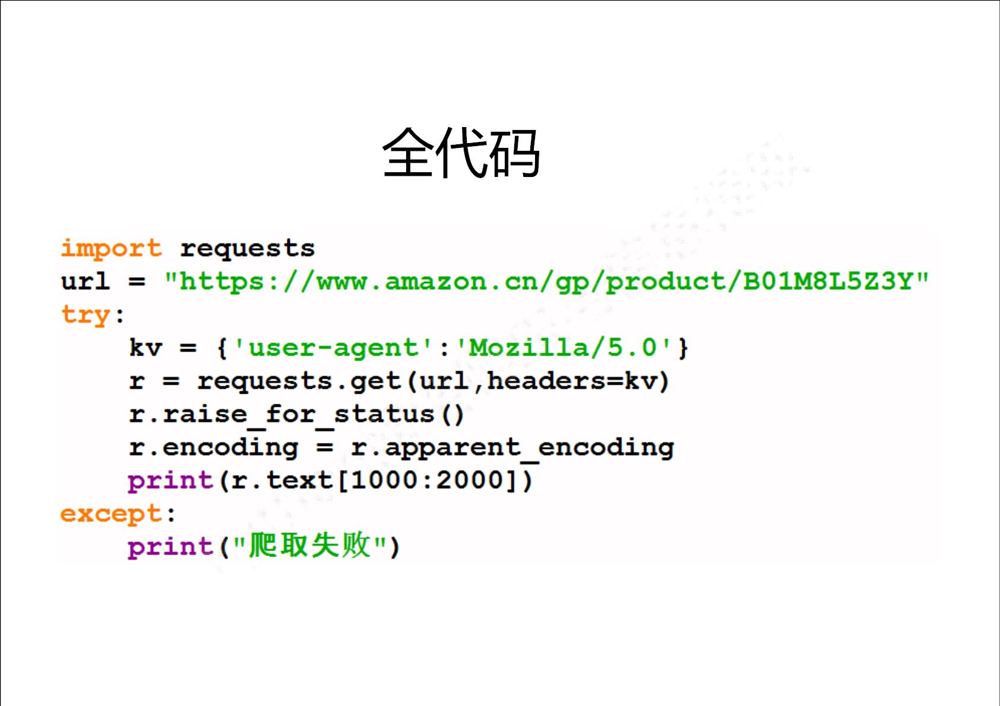 全代码
import requests
url = "https://www.amazon.cn/gp/product/B01M8L5Z3Y"
try:
    kv = {'user-agent':'Mozilla/5.0'}
    r = requests.get(url,headers=kv)
    r.raise_for_status()
    r.encoding = r.apparent_encoding
    print(r.text[1000:2000])
except:
    print("爬取失败")